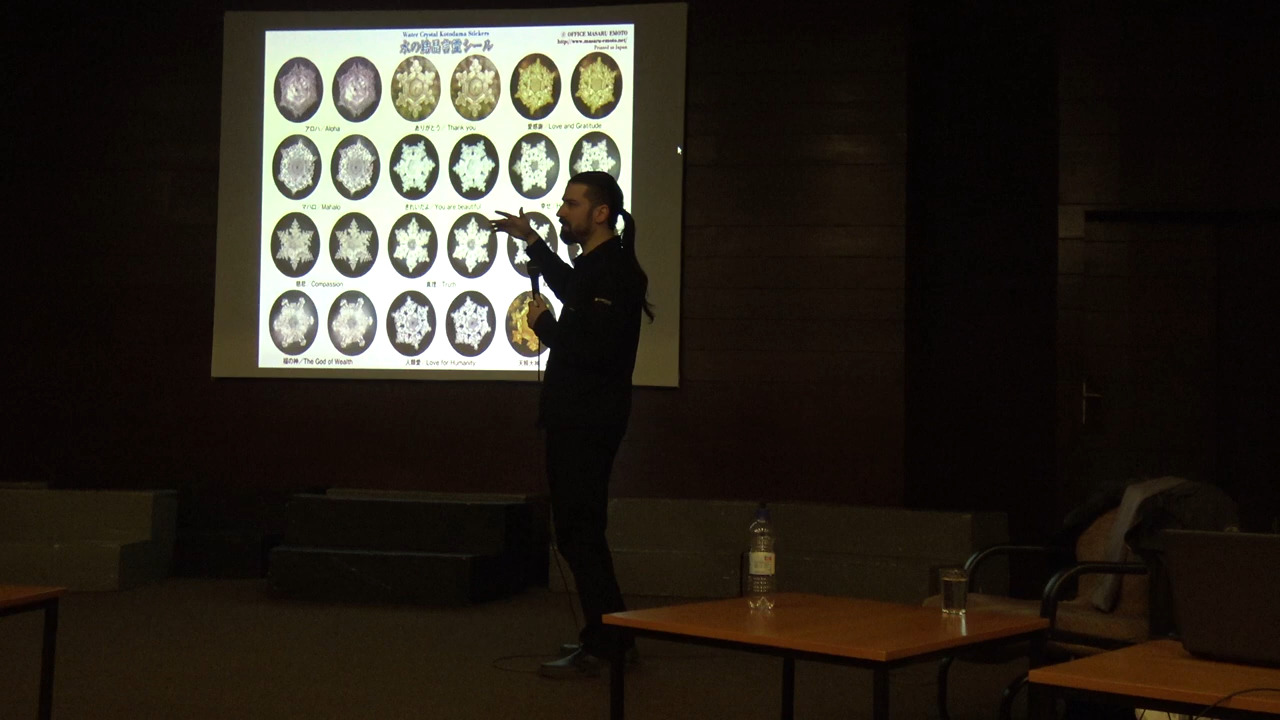 Water Crystal Kotodama Stickers
水の結晶言霊シール
© OFFICE MASARU EMOTO
http://www.masaru-emoto.net/
Printed in Japan
アロハ/Aloha
ありがとう/Thank you
愛感謝 Love and Gratitude
マハロ/Mahalo
きれいだよ/You are beautiful
幸せ
慈悲 Compassion
真理 Truth
福の神/The God of Wealth
人類愛 Love for Humanity